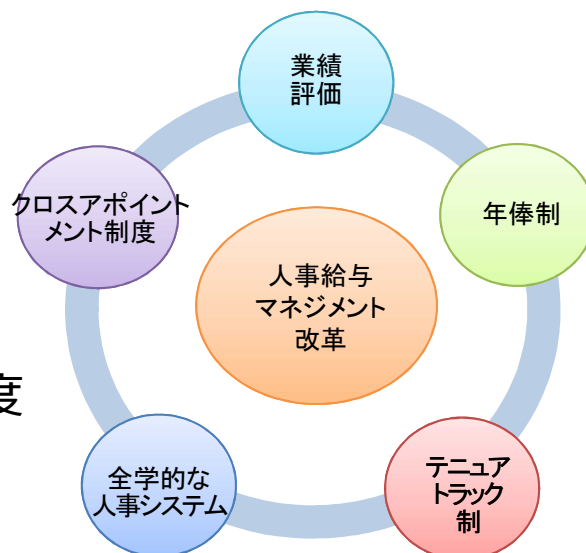 業績
評価
クロスアポイント
メント制度
年俸制
人事給与
マネジメント
改革
度
全学的な
人事システム
テニュア
トラック
制